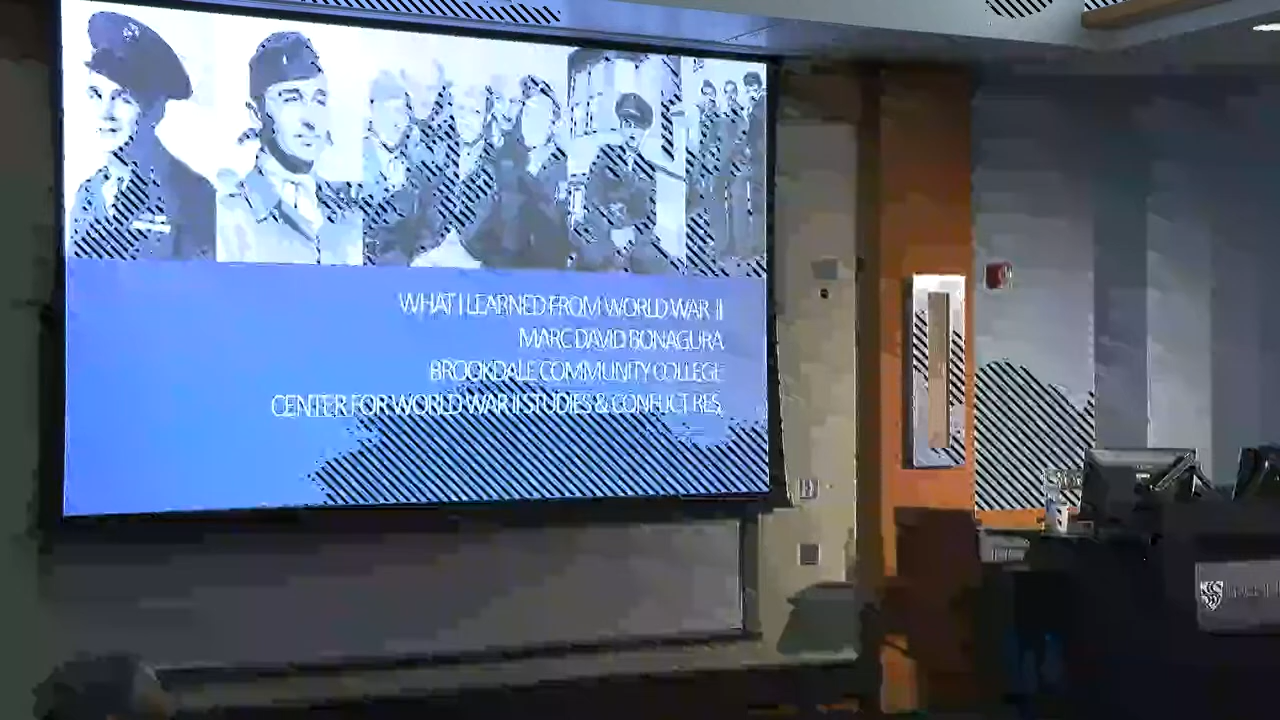 WHAT I LEARNED FROM WORLD WAR II
MARC DAVID BONAGURA
BROOKDALE COMMUNITY COLLEGE
CENTER FOR WORLD WAR II STUDIES & CONFLICT RES.